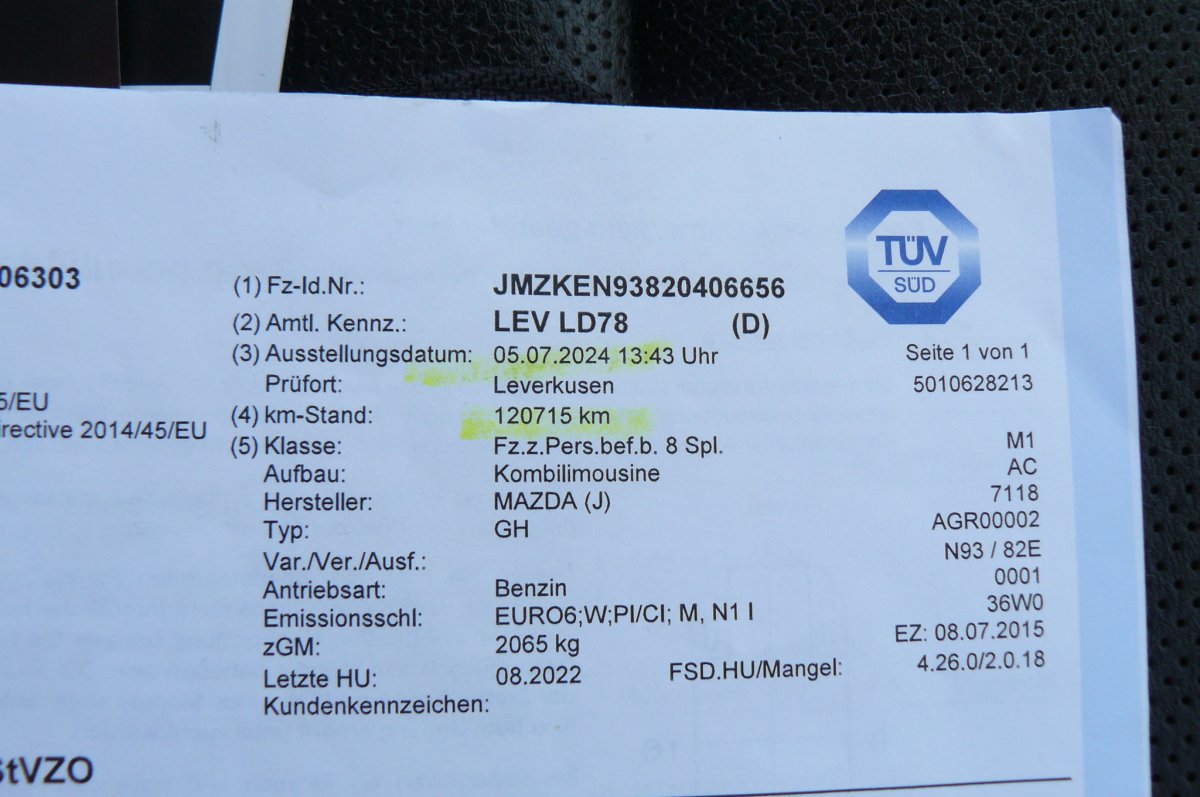 TÜV
SÜD
06303
(1) Fz-Id.Nr.: JMZKEN93820406656
(2) Amtl. Kennz.: LEV LD78 (D)
(3) Ausstellungsdatum: 05.07.2024 13:43 Uhr Seite 1 von 1
Prüfort: Leverkusen 5010628213
5/EU
(4) km-Stand: 120715 km
irective 2014/45/EU
(5) Klasse: Fz.z.Pers.bef.b. 8 Spl. M1
Aufbau: Kombilimousine AC
Hersteller: MAZDA (J) 7118
Typ: GH AGR00002
Var./Ver./Ausf.: N93 / 82E
Antriebsart: Benzin 0001
Emissionsschl: EURO6;W;PI/CI; M, N1 I 36W0
zGM: 2065 kg EZ: 08.07.2015
Letzte HU: 08.2022 FSD.HU/Mangel: 4.26.0/2.0.18
Kundenkennzeichen:
StVZO